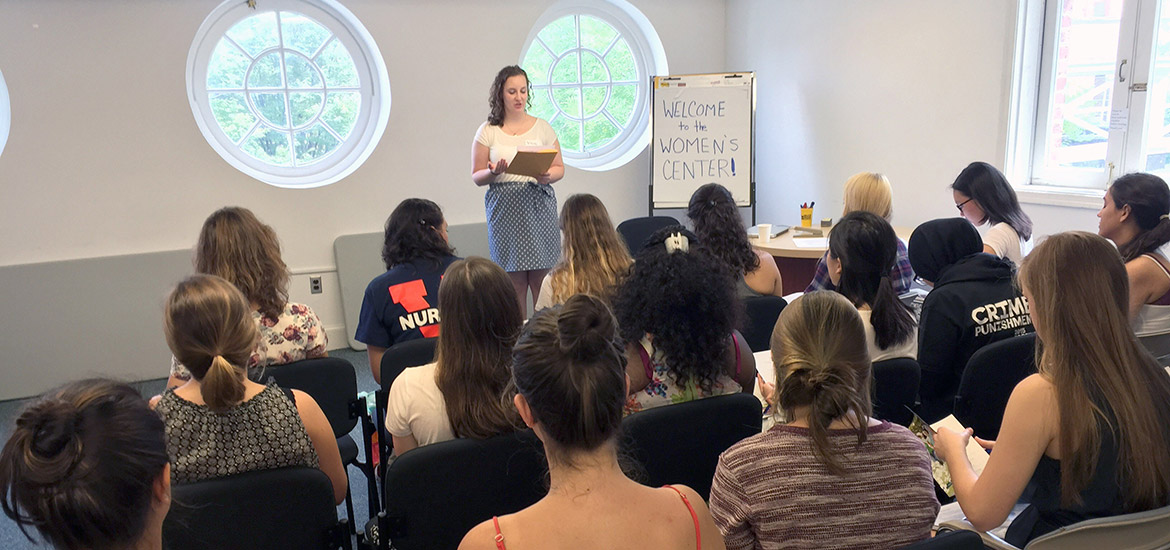 WELCOME
to the
WOMEN'S
CENTER!
NUR
CRIME
PUNISHMENT